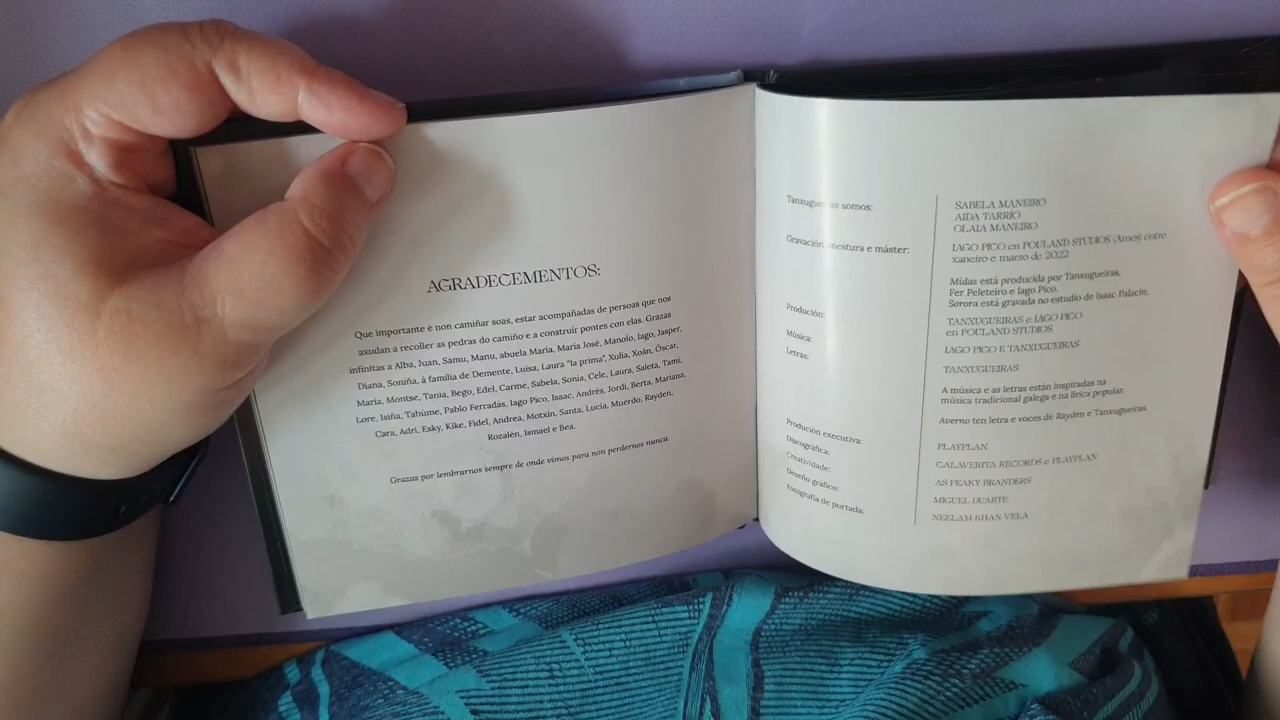 AGRADECEMENTOS:
Que importante é non camiñar soas, estar acompañadas de persoas que nos
axudan a recoller as pedras do camiño e a construír pontes con elas. Grazas
infinitas a Alba, Juan, Samu, Manu, abuela María, María José, Manolo, Iago, Jasper,
Diana, Soniña, á familia de Demente, Luisa, Laura "la prima", Xulia, Xoán, Óscar,
María, Montse, Tania, Bego, Edel, Carme, Sabela, Sonia, Cele, Laura, Saleta, Tami,
Lore, Isiña, Tahúme, Pablo Ferradás, Iago Pico, Isaac, Andrés, Jordi, Berta, Mariana,
Cara, Adri, Esky, Kike, Fidel, Andrea, Motxin, Santa, Lucía, Muerdo, Rayden,
Rozalén, Ismael e Bea.
Grazas por lembrarnos sempre de onde vimos para non perdernos nunca.
Tanxugueiras somos:
SABELA MANEIRO
AIDA TARRÍO
OLAIA MANEIRO
Gravación, mestura e máster:
IAGO PICO en POULAND STUDIOS (Ames) entre
xaneiro e marzo de 2022
Midas está producida por Tanxugueiras,
Fer Peleteiro e Iago Pico.
Sorora está gravada no estudio de Isaac Palacín.
Produción:
TANXUGUEIRAS e IAGO PICO
en POULAND STUDIOS
Música:
IAGO PICO E TANXUGUEIRAS
Letras:
TANXUGUEIRAS
A música e as letras están inspiradas na
música tradicional galega e na lírica popular.
Averno ten letra e voces de Rayden e Tanxugueiras.
Produción executiva:
PLAYPLAN
Discográfica:
CALAVERITA RECORDS e PLAYPLAN
Creatividade:
AS PEAKY BRANDERS
Deseño gráfico:
MIGUEL DUARTE
Fotografía de portada:
NEELAM KHAN VELA